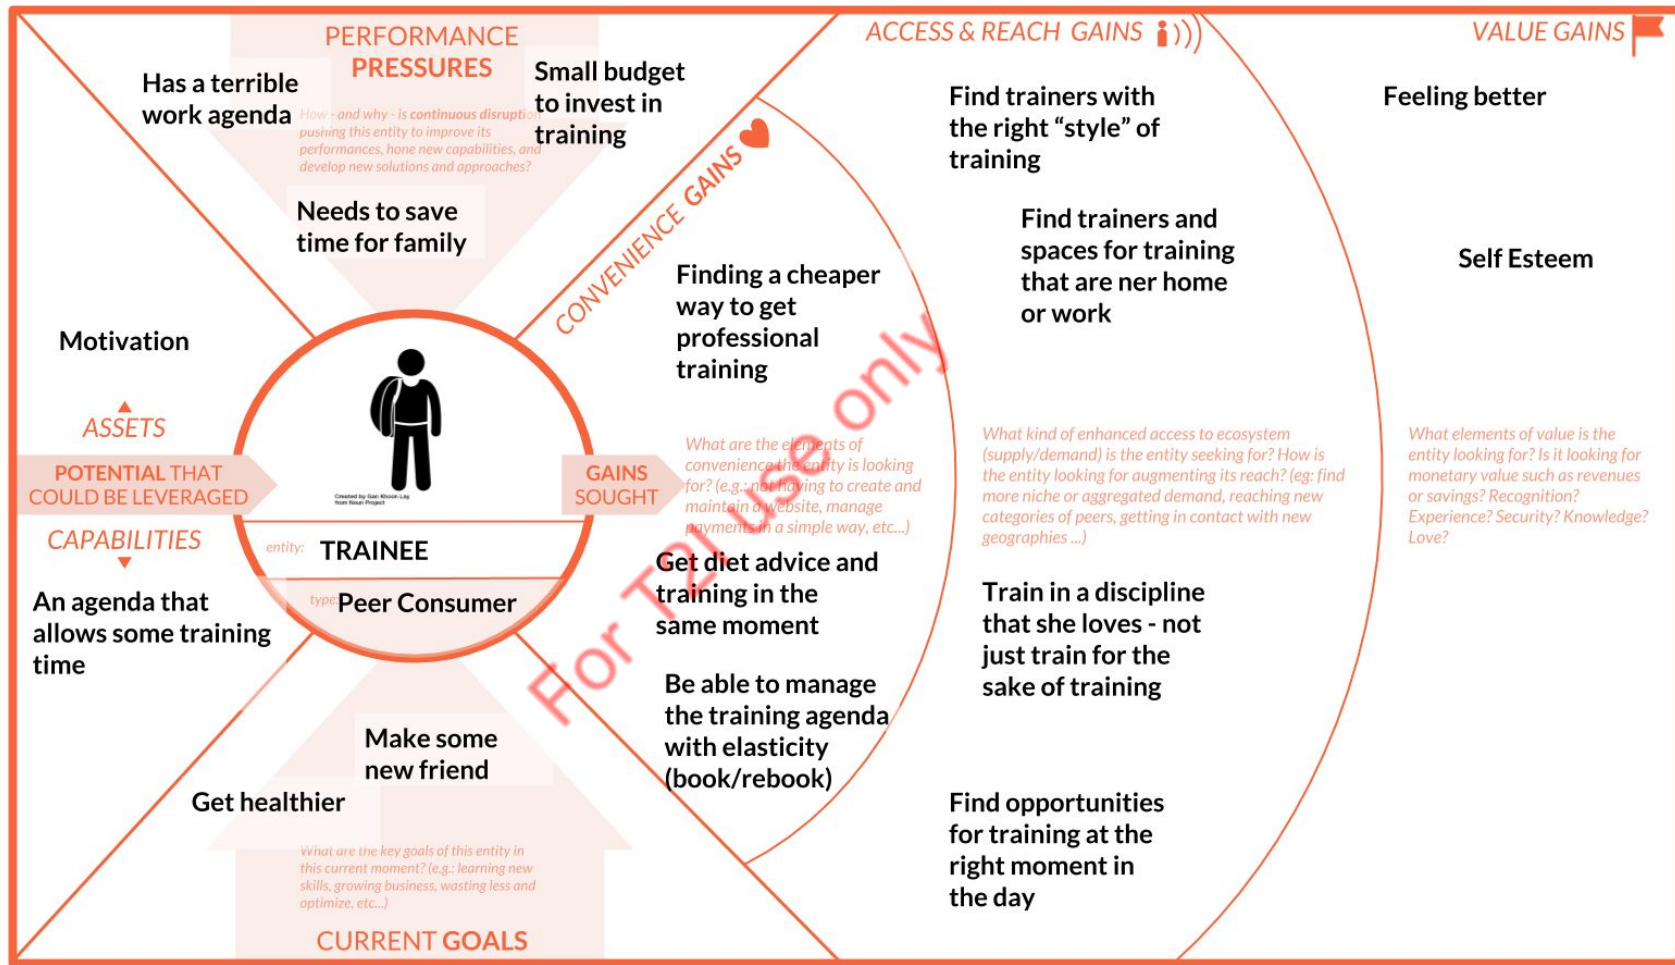 PERFORMANCE
PRESSURES
Has a terrible
work agenda
Small budget
to invest in
training
How - and why - is continuous disruption
pushing this entity to improve its
performances, hone new capabilities, and
develop new solutions and approaches?
Needs to save
time for family
Motivation
ASSETS
POTENTIAL THAT
COULD BE LEVERAGED
CAPABILITIES
An agenda that
allows some training
time
Created by Gan Khoon Lay
from Noun Project
entity: TRAINEE
type: Peer Consumer
GAINS
SOUGHT
Make some
new friend
Get healthier
What are the key goals of this entity in
this current moment? (e.g.: learning new
skills, growing business, wasting less and
optimize, etc...)
CURRENT GOALS
CONVENIENCE GAINS
Finding a cheaper
way to get
professional
training
What are the elements of
convenience the entity is looking
for? (e.g.: not having to create and
maintain a website, manage
payments in a simple way, etc...)
Get diet advice and
training in the
same moment
Be able to manage
the training agenda
with elasticity
(book/rebook)
ACCESS & REACH GAINS
Find trainers with
the right “style” of
training
Find trainers and
spaces for training
that are ner home
or work
What kind of enhanced access to ecosystem
(supply/demand) is the entity seeking for? How is
the entity looking for augmenting its reach? (eg: find
more niche or aggregated demand, reaching new
categories of peers, getting in contact with new
geographies ...)
Train in a discipline
that she loves - not
just train for the
sake of training
Find opportunities
for training at the
right moment in
the day
VALUE GAINS
Feeling better
Self Esteem
What elements of value is the
entity looking for? Is it looking for
monetary value such as revenues
or savings? Recognition?
Experience? Security? Knowledge?
Love?
For T2I use only